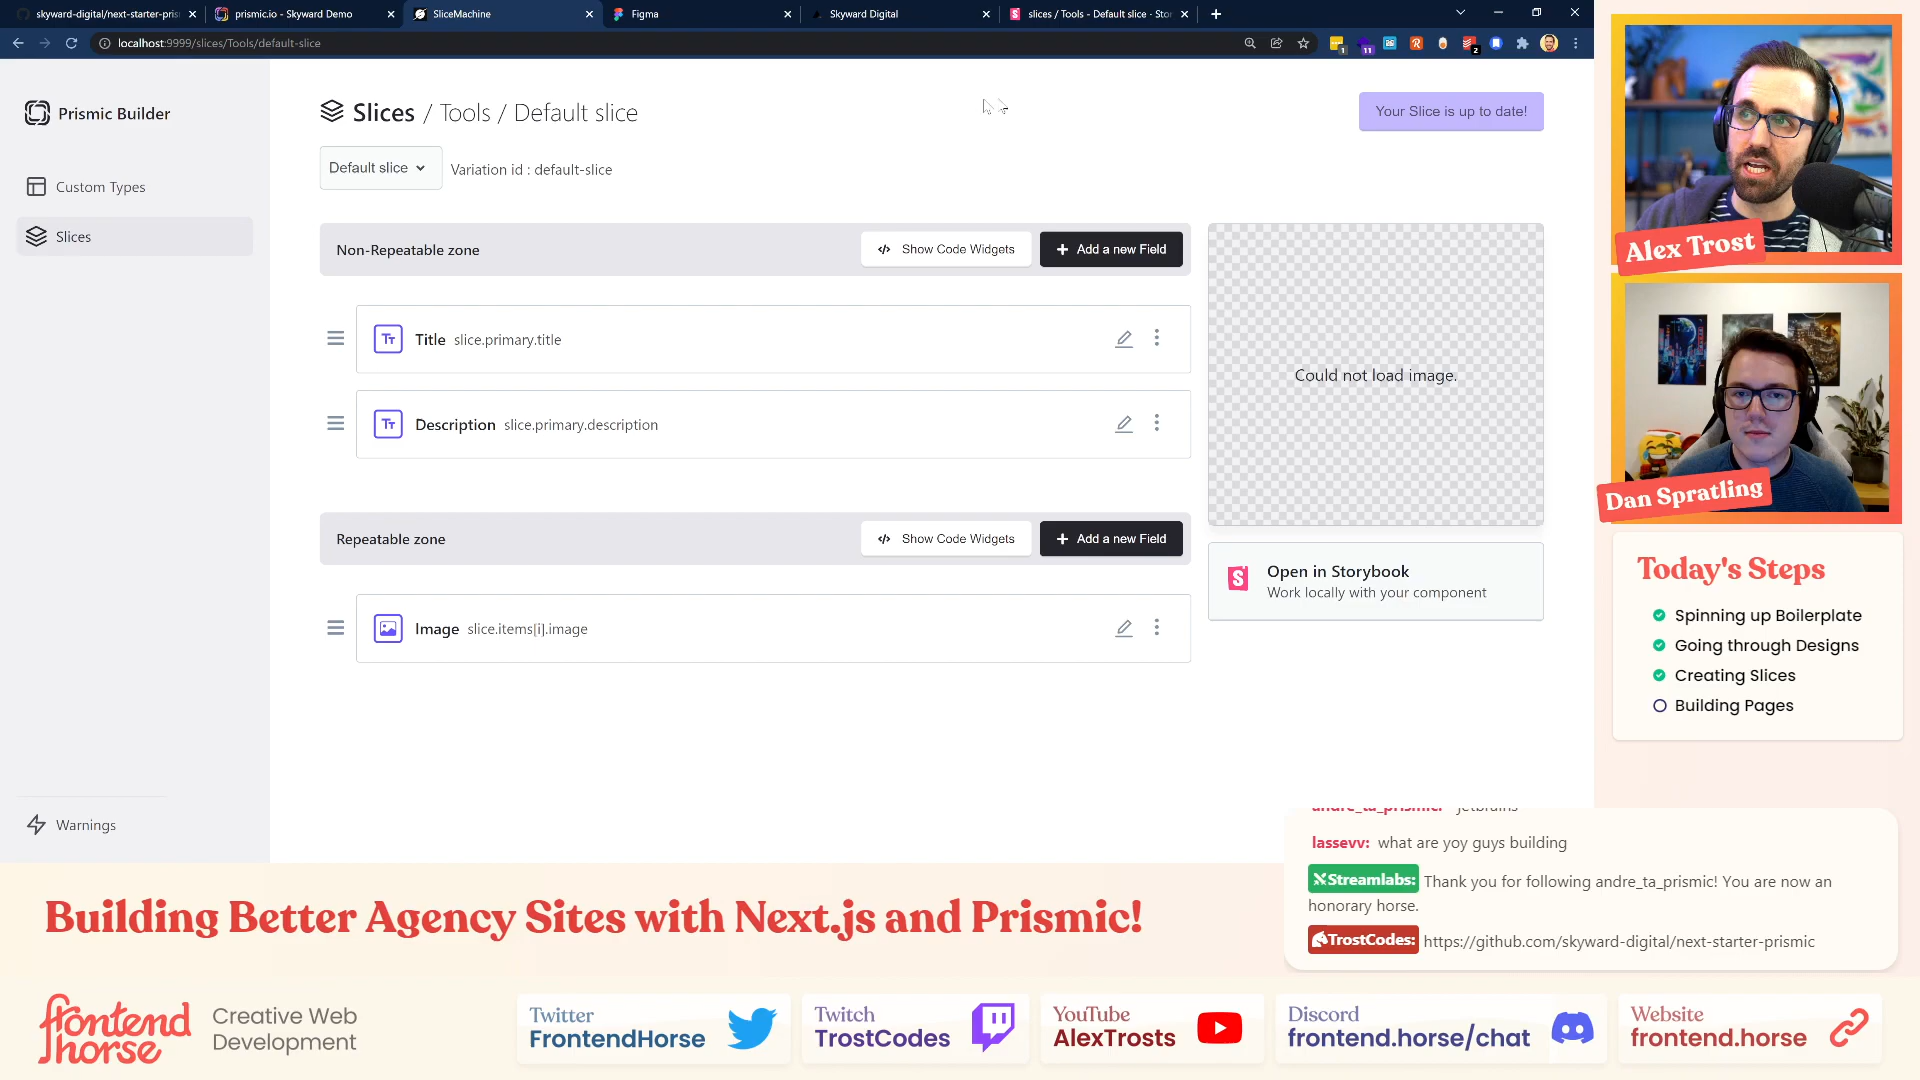 skyward-digital/next-starter-pris
prismic.io - Skyward Demo
SliceMachine
Figma
Skyward Digital
slices / Tools - Default slice - Stor
localhost:9999/slices/Tools/default-slice
1
11
2
Prismic Builder
Custom Types
Slices
Warnings
Slices / Tools / Default slice
Your Slice is up to date!
Default slice
Variation id : default-slice
Non-Repeatable zone
Show Code Widgets
Add a new Field
Title slice.primary.title
Description slice.primary.description
Could not load image.
Repeatable zone
Show Code Widgets
Add a new Field
Open in Storybook
Work locally with your component
Image slice.items[i].image
Alex Trost
Dan Spratling
Today's Steps
Spinning up Boilerplate
Going through Designs
Creating Slices
Building Pages
andre_ta_prismic: jetbrains
lassevv: what are yoy guys building
Streamlabs: Thank you for following andre_ta_prismic! You are now an
honorary horse.
TrostCodes: https://github.com/skyward-digital/next-starter-prismic
Building Better Agency Sites with Next.js and Prismic!
frontend
horse
Creative Web
Development
Twitter
FrontendHorse
Twitch
TrostCodes
YouTube
AlexTrosts
Discord
frontend.horse/chat
Website
frontend.horse